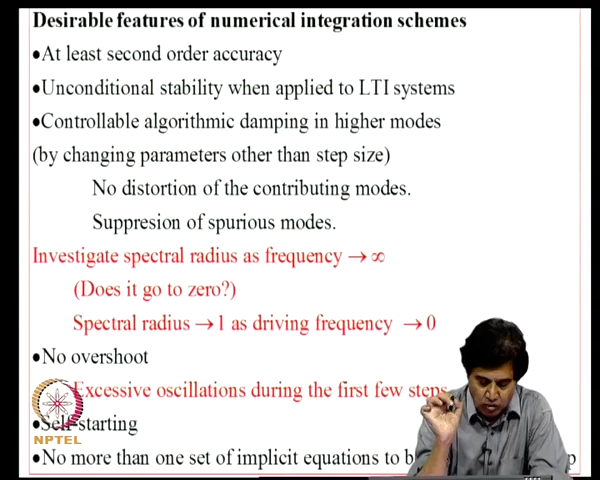 Desirable features of numerical integration schemes
•At least second order accuracy
•Unconditional stability when applied to LTI systems
•Controllable algorithmic damping in higher modes
(by changing parameters other than step size)
No distortion of the contributing modes.
Suppresion of spurious modes.
Investigate spectral radius as frequency → ∞
(Does it go to zero?)
Spectral radius → 1 as driving frequency → 0
•No overshoot
Excessive oscillations during the first few steps
•Self-starting
NPTEL
•No more than one set of implicit equations to